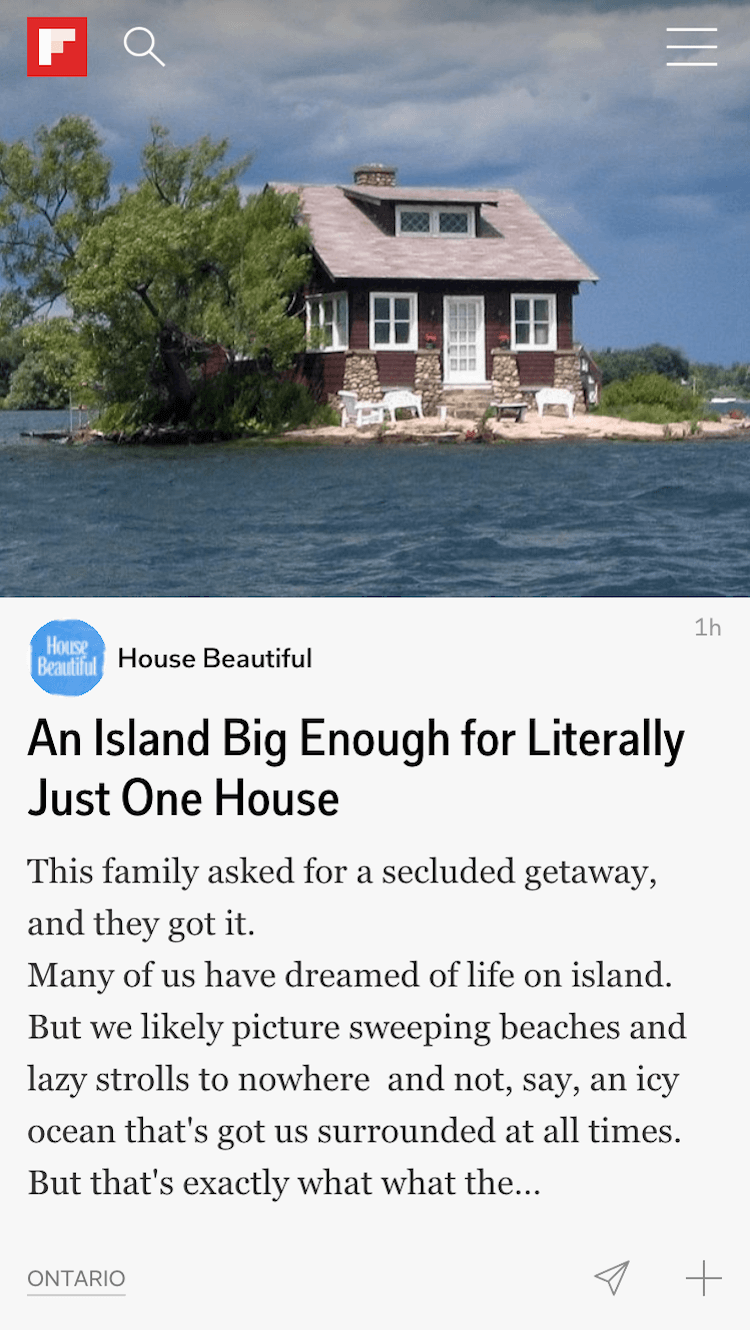 1h
House
Beautiful
House Beautiful
An Island Big Enough for Literally
Just One House
This family asked for a secluded getaway,
and they got it.
Many of us have dreamed of life on island.
But we likely picture sweeping beaches and
lazy strolls to nowhere  and not, say, an icy
ocean that's got us surrounded at all times.
But that's exactly what what the...
ONTARIO